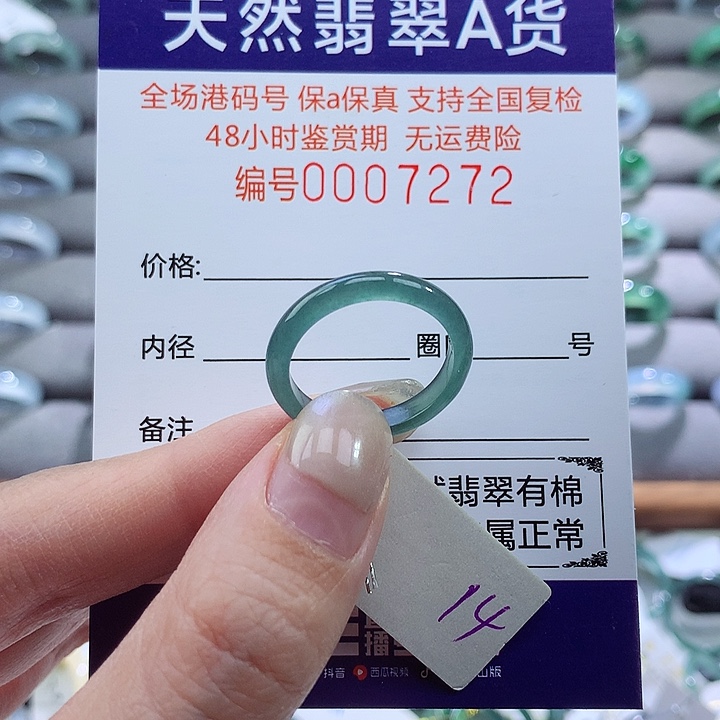 天然翡翠A货
全场港码号 保a保真 支持全国复检
48小时鉴赏期 无运费险
编号0007272
价格:
内径 圈 号
备注
翡翠有棉
属正常
14
抖音 西瓜视频